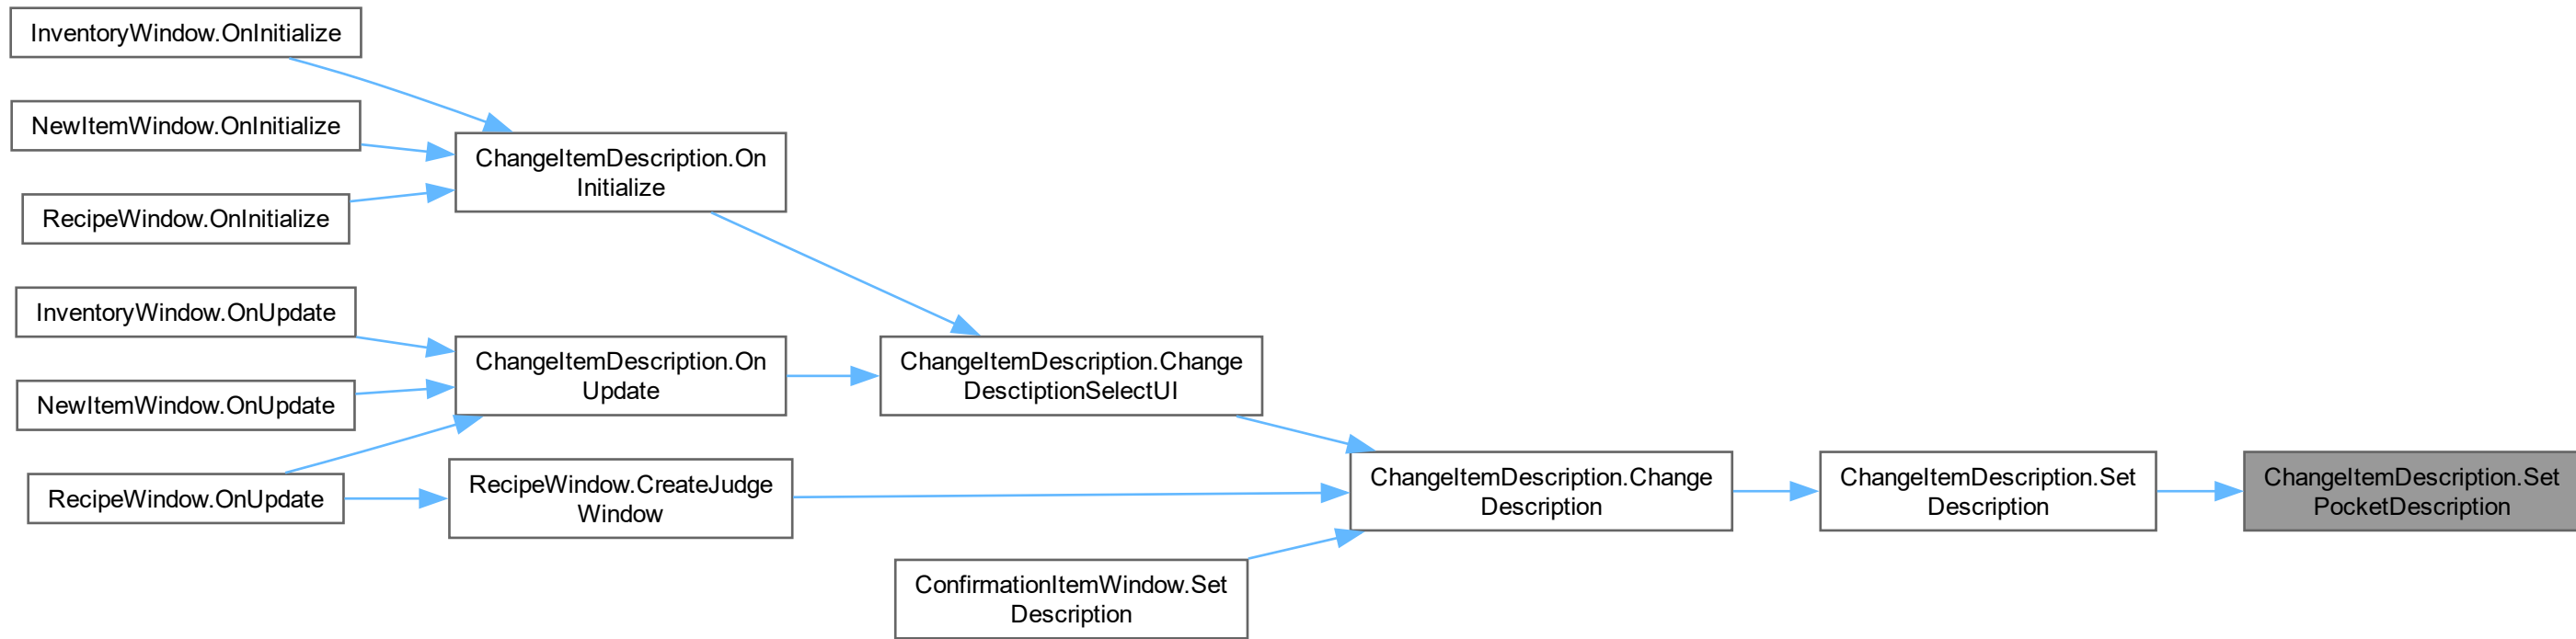 InventoryWindow.OnInitialize
NewItemWindow.OnInitialize
RecipeWindow.OnInitialize
ChangeItemDescription.On
Initialize
InventoryWindow.OnUpdate
NewItemWindow.OnUpdate
RecipeWindow.OnUpdate
ChangeItemDescription.On
Update
RecipeWindow.CreateJudge
Window
ChangeItemDescription.Change
DesctiptionSelectUI
ConfirmationItemWindow.Set
Description
ChangeItemDescription.Change
Description
ChangeItemDescription.Set
Description
ChangeItemDescription.Set
PocketDescription